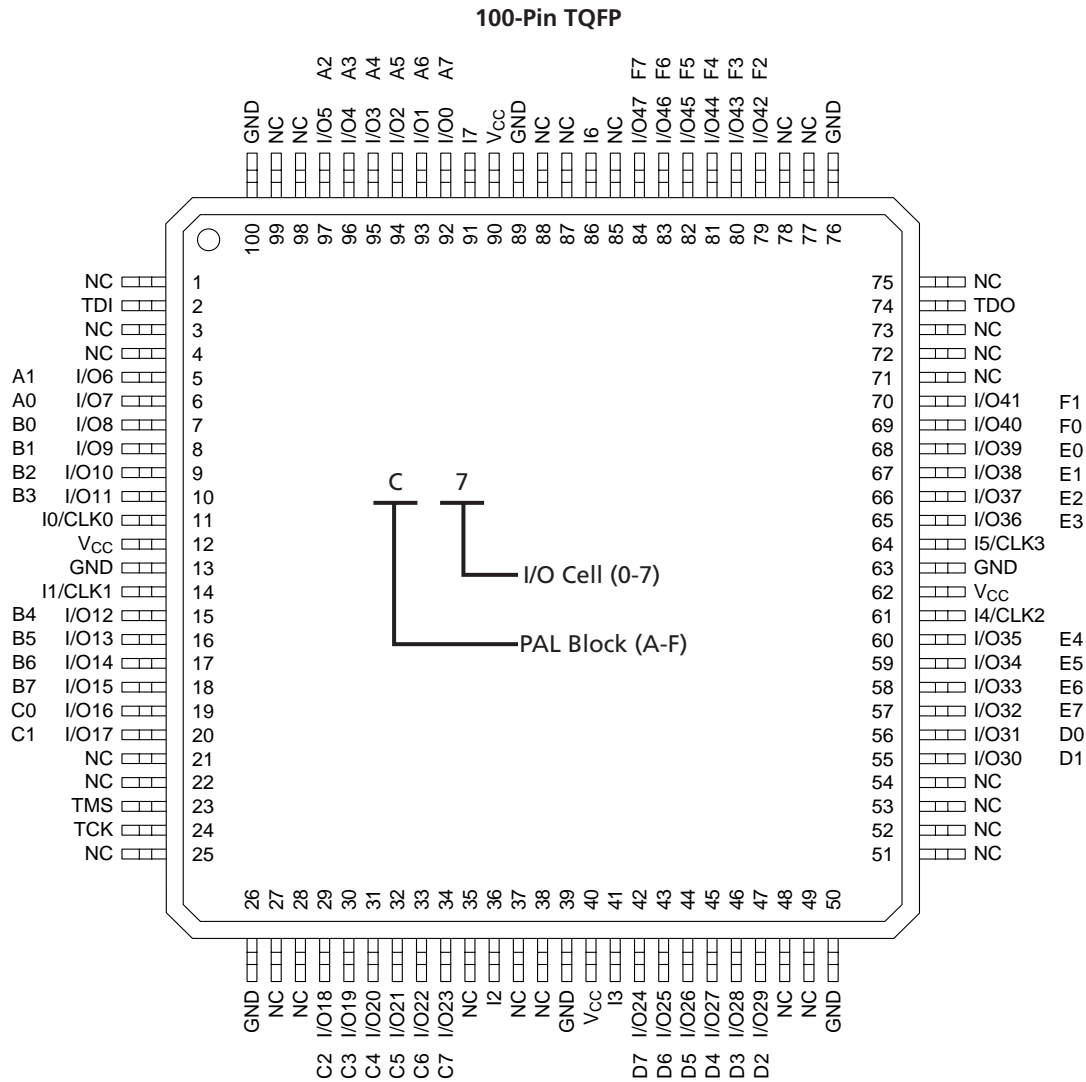 100-Pin TQFP
A2 A3 A4 A5 A6 A7 F7 F6 F5 F4 F3 F2
GND NC NC I/O5 I/O4 I/O3 I/O2 I/O1 I/O0 I7 VCC GND NC NC I6 NC I/O47 I/O46 I/O45 I/O44 I/O43 I/O42 NC NC GND
100 99 98 97 96 95 94 93 92 91 90 89 88 87 86 85 84 83 82 81 80 79 78 77 76
NC 1 75 NC
TDI 2 74 TDO
NC 3 73 NC
NC 4 72 NC
A1 I/O6 5 71 NC
A0 I/O7 6 70 I/O41 F1
B0 I/O8 7 69 I/O40 F0
B1 I/O9 8 68 I/O39 E0
B2 I/O10 9 67 I/O38 E1
B3 I/O11 10 66 I/O37 E2
I0/CLK0 11 65 I/O36 E3
VCC 12 64 I5/CLK3
GND 13 63 GND
I1/CLK1 14 62 VCC
B4 I/O12 15 61 I4/CLK2
B5 I/O13 16 60 I/O35 E4
B6 I/O14 17 59 I/O34 E5
B7 I/O15 18 58 I/O33 E6
C0 I/O16 19 57 I/O32 E7
C1 I/O17 20 56 I/O31 D0
NC 21 55 I/O30 D1
NC 22 54 NC
TMS 23 53 NC
TCK 24 52 NC
NC 25 51 NC
C 7
I/O Cell (0-7)
PAL Block (A-F)
26 27 28 29 30 31 32 33 34 35 36 37 38 39 40 41 42 43 44 45 46 47 48 49 50
GND NC NC I/O18 I/O19 I/O20 I/O21 I/O22 I/O23 NC I2 NC NC GND VCC I3 I/O24 I/O25 I/O26 I/O27 I/O28 I/O29 NC NC GND
C2 C3 C4 C5 C6 C7 D7 D6 D5 D4 D3 D2